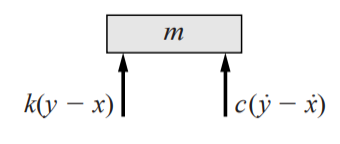 m
k(y − x)
c(ẏ − ẋ)